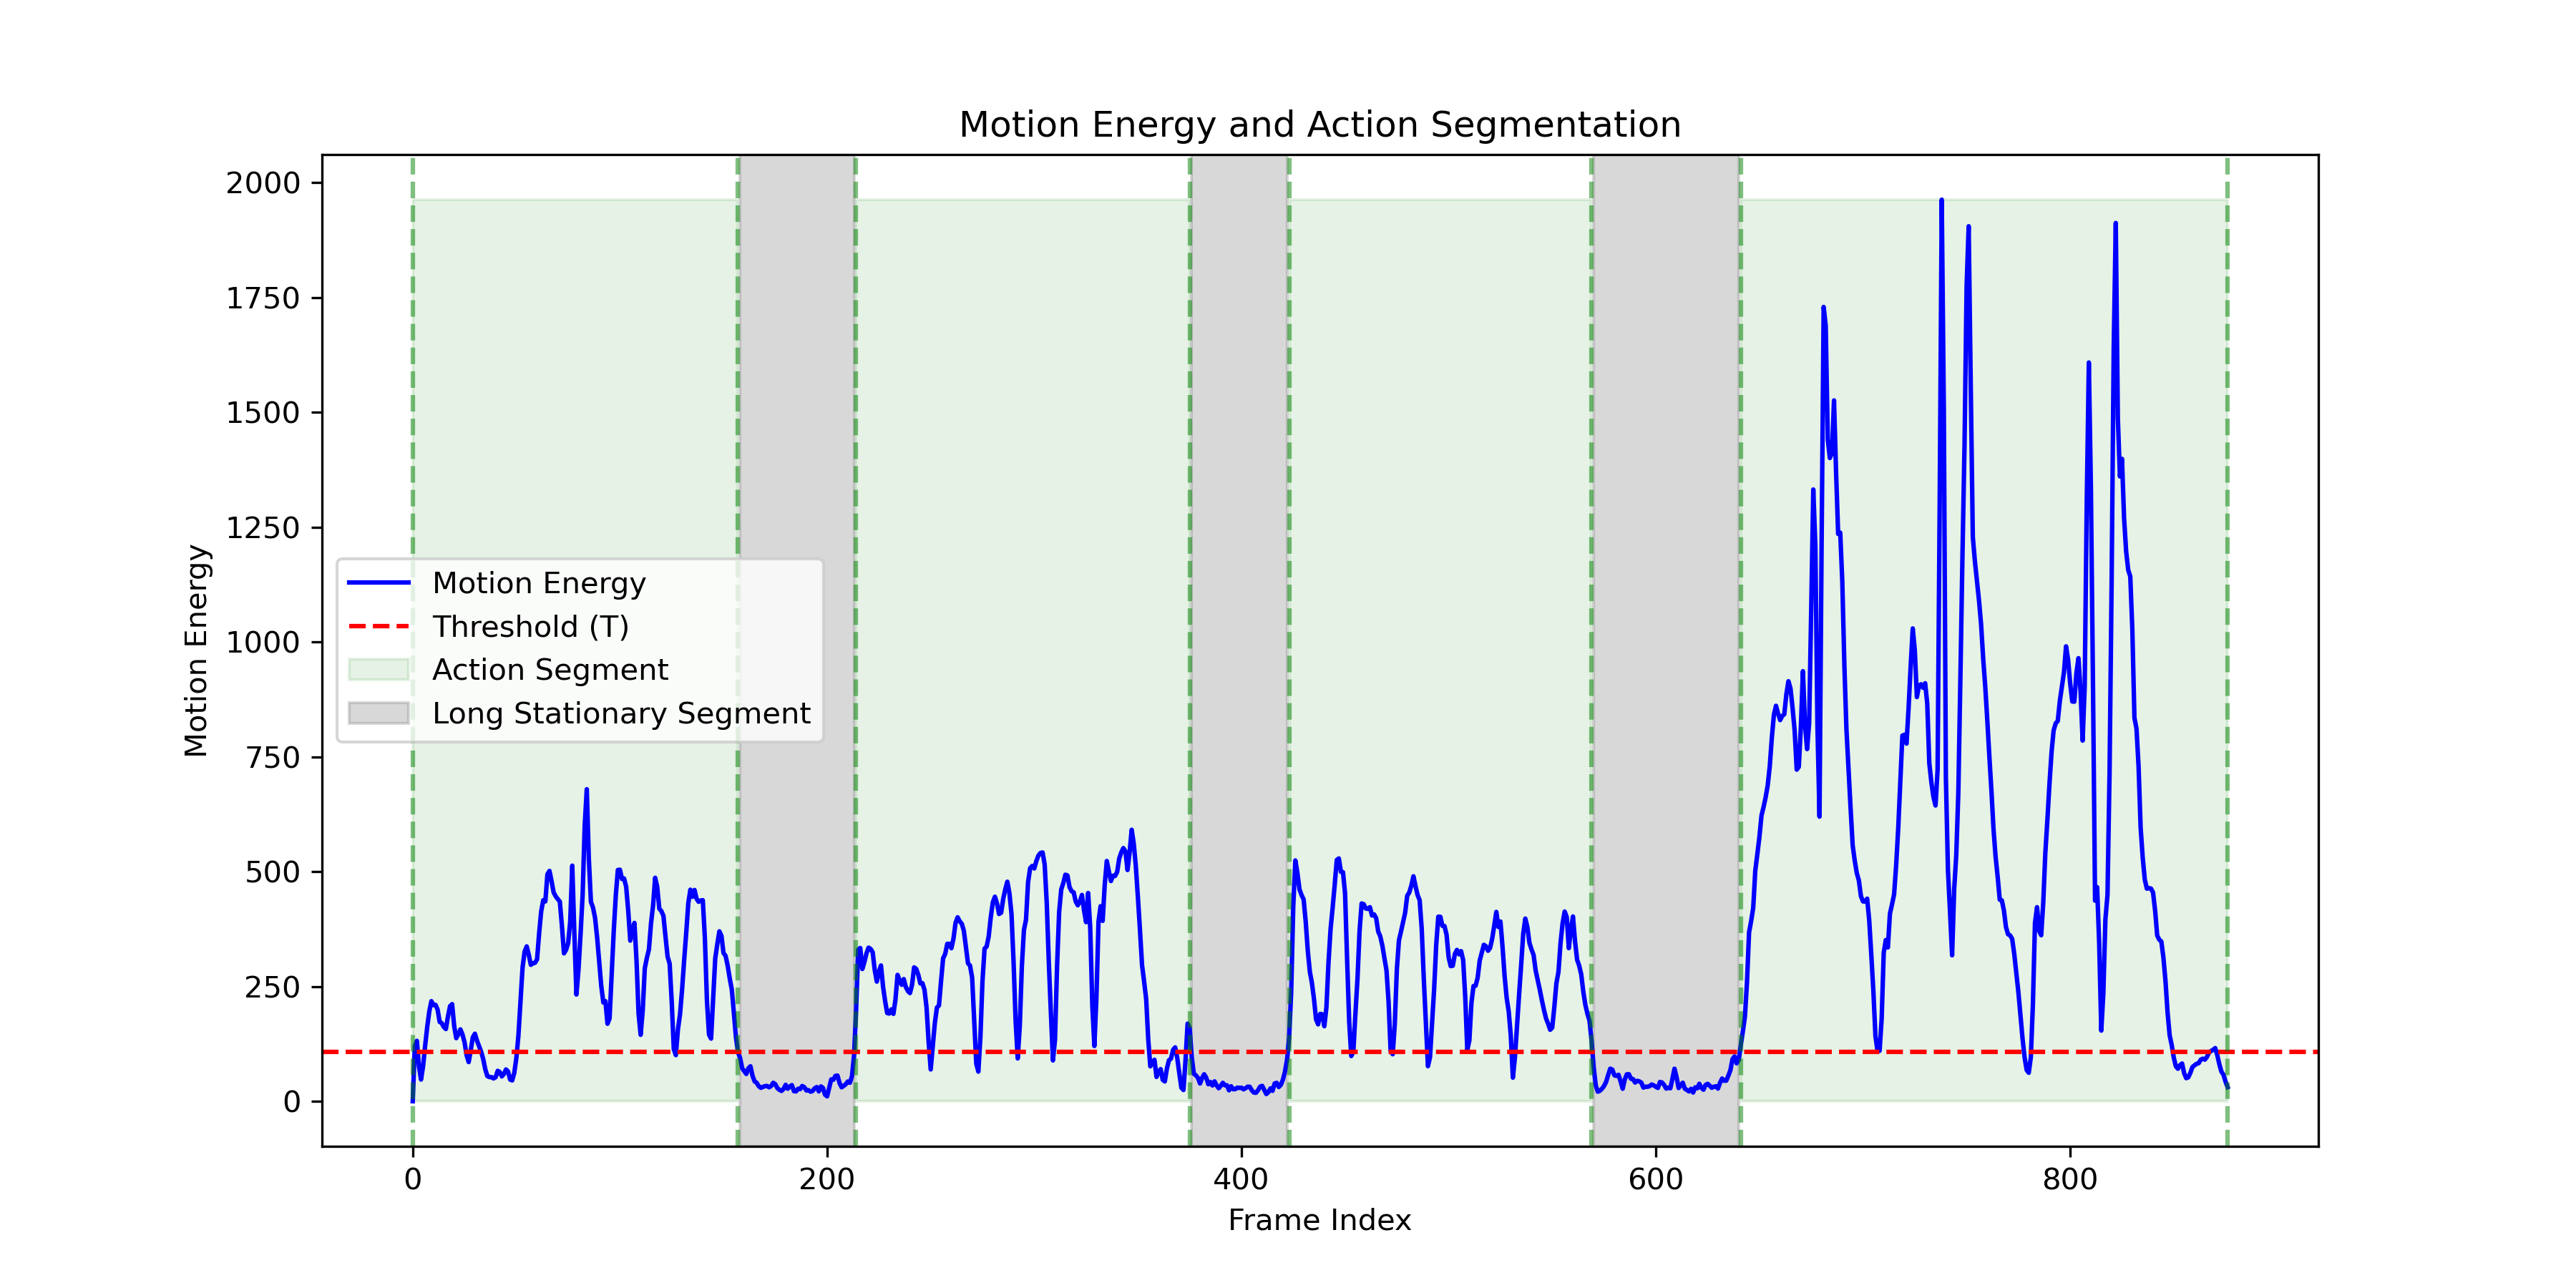 Motion Energy and Action Segmentation
2000
1750
1500
1250
1000
750
500
250
0
Motion Energy
Motion Energy
Threshold (T)
Action Segment
Long Stationary Segment
0 200 400 600 800
Frame Index